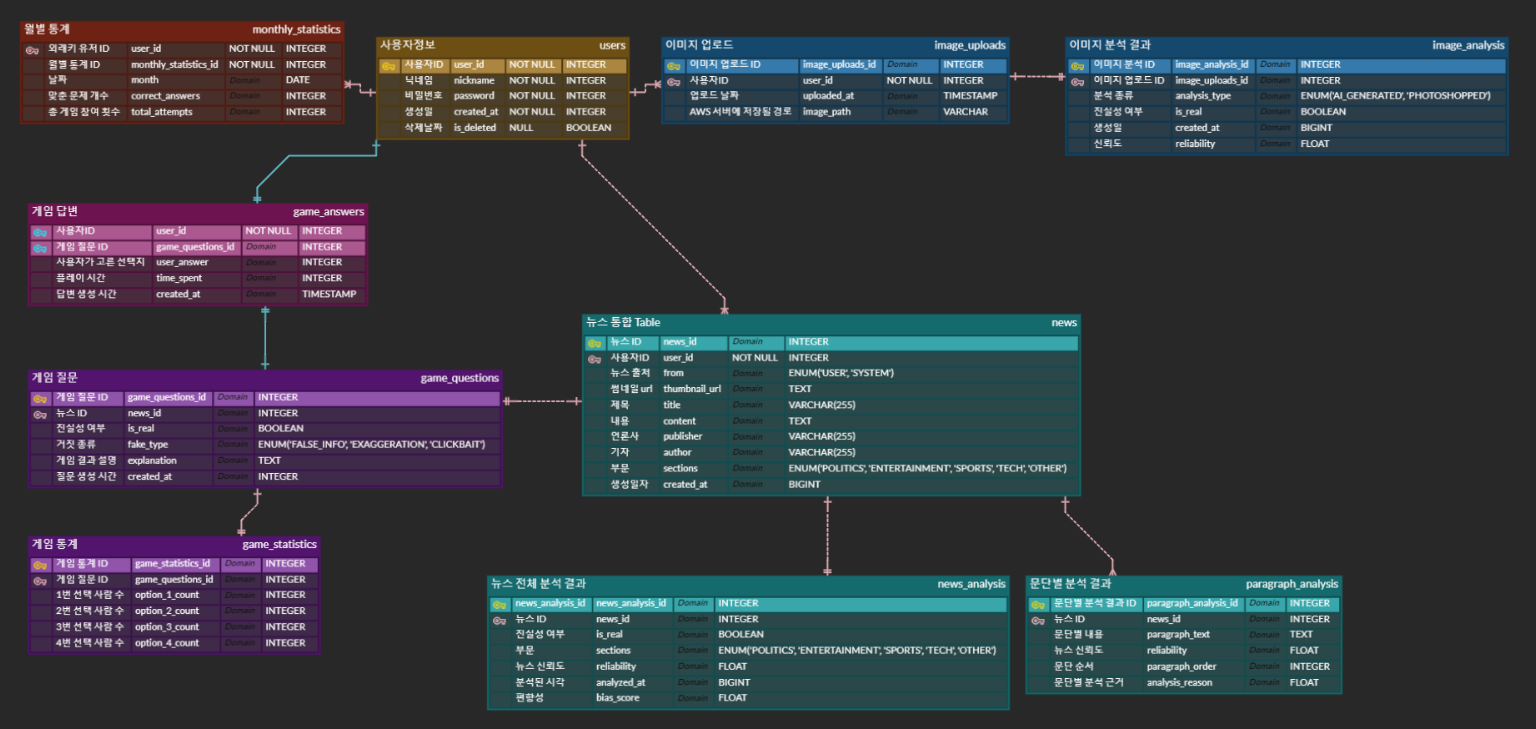 월별 통계 monthly_statistics
외래키 유저 ID user_id NOT NULL INTEGER
월별 통계 ID monthly_statistics_id NOT NULL INTEGER
날짜 month Domain DATE
맞춘 문제 개수 correct_answers Domain INTEGER
총 게임 참여 횟수 total_attempts Domain INTEGER
사용자정보 users
사용자ID user_id NOT NULL INTEGER
닉네임 nickname NOT NULL INTEGER
비밀번호 password NOT NULL INTEGER
생성일 created_at NOT NULL INTEGER
삭제날짜 is_deleted NULL BOOLEAN
이미지 업로드 image_uploads
이미지 업로드 ID image_uploads_id Domain INTEGER
사용자ID user_id NOT NULL INTEGER
업로드 날짜 uploaded_at Domain TIMESTAMP
AWS 서버에 저장될 경로 image_path Domain VARCHAR
이미지 분석 결과 image_analysis
이미지 분석 ID image_analysis_id Domain INTEGER
이미지 업로드 ID image_uploads_id Domain INTEGER
분석 종류 analysis_type Domain ENUM('AI_GENERATED', 'PHOTOSHOPPED')
진실성 여부 is_real Domain BOOLEAN
생성일 created_at Domain BIGINT
신뢰도 reliability Domain FLOAT
게임 답변 game_answers
사용자ID user_id NOT NULL INTEGER
게임 질문 ID game_questions_id Domain INTEGER
사용자가 고른 선택지 user_answer Domain INTEGER
플레이 시간 time_spent Domain INTEGER
답변 생성 시간 created_at Domain TIMESTAMP
뉴스 통합 Table news
뉴스 ID news_id Domain INTEGER
사용자ID user_id NOT NULL INTEGER
뉴스 출처 from Domain ENUM('USER', 'SYSTEM')
썸네일 url thumbnail_url Domain TEXT
제목 title Domain VARCHAR(255)
내용 content Domain TEXT
언론사 publisher Domain VARCHAR(255)
기자 author Domain VARCHAR(255)
부문 sections Domain ENUM('POLITICS', 'ENTERTAINMENT', 'SPORTS', 'TECH', 'OTHER')
생성일자 created_at Domain BIGINT
게임 질문 game_questions
게임 질문 ID game_questions_id Domain INTEGER
뉴스 ID news_id Domain INTEGER
진실성 여부 is_real Domain BOOLEAN
거짓 종류 fake_type Domain ENUM('FALSE_INFO', 'EXAGGERATION', 'CLICKBAIT')
게임 결과 설명 explanation Domain TEXT
질문 생성 시간 created_at Domain INTEGER
게임 통계 game_statistics
게임 통계 ID game_statistics_id Domain INTEGER
게임 질문 ID game_questions_id Domain INTEGER
1번 선택 사람 수 option_1_count Domain INTEGER
2번 선택 사람 수 option_2_count Domain INTEGER
3번 선택 사람 수 option_3_count Domain INTEGER
4번 선택 사람 수 option_4_count Domain INTEGER
뉴스 전체 분석 결과 news_analysis
news_analysis_id news_analysis_id Domain INTEGER
뉴스 ID news_id Domain INTEGER
진실성 여부 is_real Domain BOOLEAN
부문 sections Domain ENUM('POLITICS', 'ENTERTAINMENT', 'SPORTS', 'TECH', 'OTHER')
뉴스 신뢰도 reliability Domain FLOAT
분석된 시각 analyzed_at Domain BIGINT
편향성 bias_score Domain FLOAT
문단별 분석 결과 paragraph_analysis
문단별 분석 결과 ID paragraph_analysis_id Domain INTEGER
뉴스 ID news_id Domain INTEGER
문단별 내용 paragraph_text Domain TEXT
뉴스 신뢰도 reliability Domain FLOAT
문단 순서 paragraph_order Domain INTEGER
문단별 분석 근거 analysis_reason Domain FLOAT